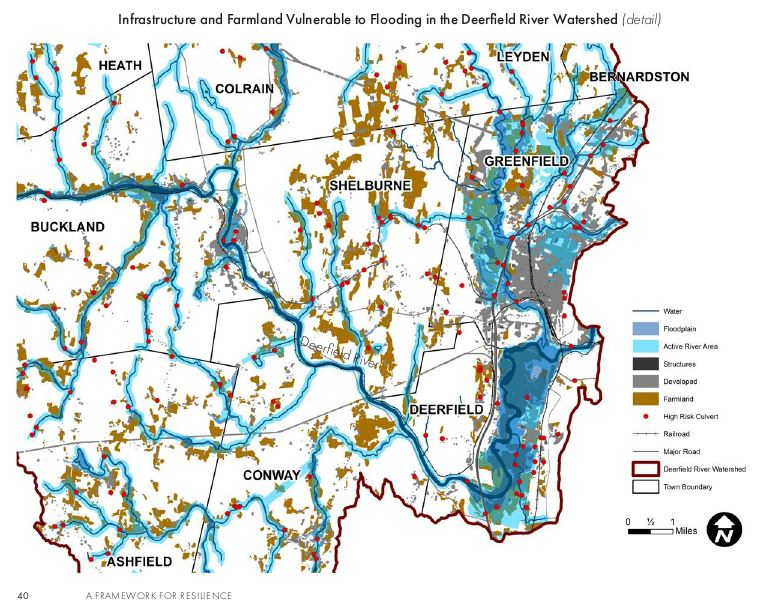 Infrastructure and Farmland Vulnerable to Flooding in the Deerfield River Watershed (detail)
HEATH
COLRAIN
LEYDEN
BERNARDSTON
GREENFIELD
SHELBURNE
BUCKLAND
Deerfield River
DEERFIELD
CONWAY
ASHFIELD
Water
Floodplain
Active River Area
Structures
Developed
Farmland
High Risk Culvert
Railroad
Major Road
Deerfield River Watershed
Town Boundary
0 ½ 1
Miles
N
40 A FRAMEWORK FOR RESILIENCE